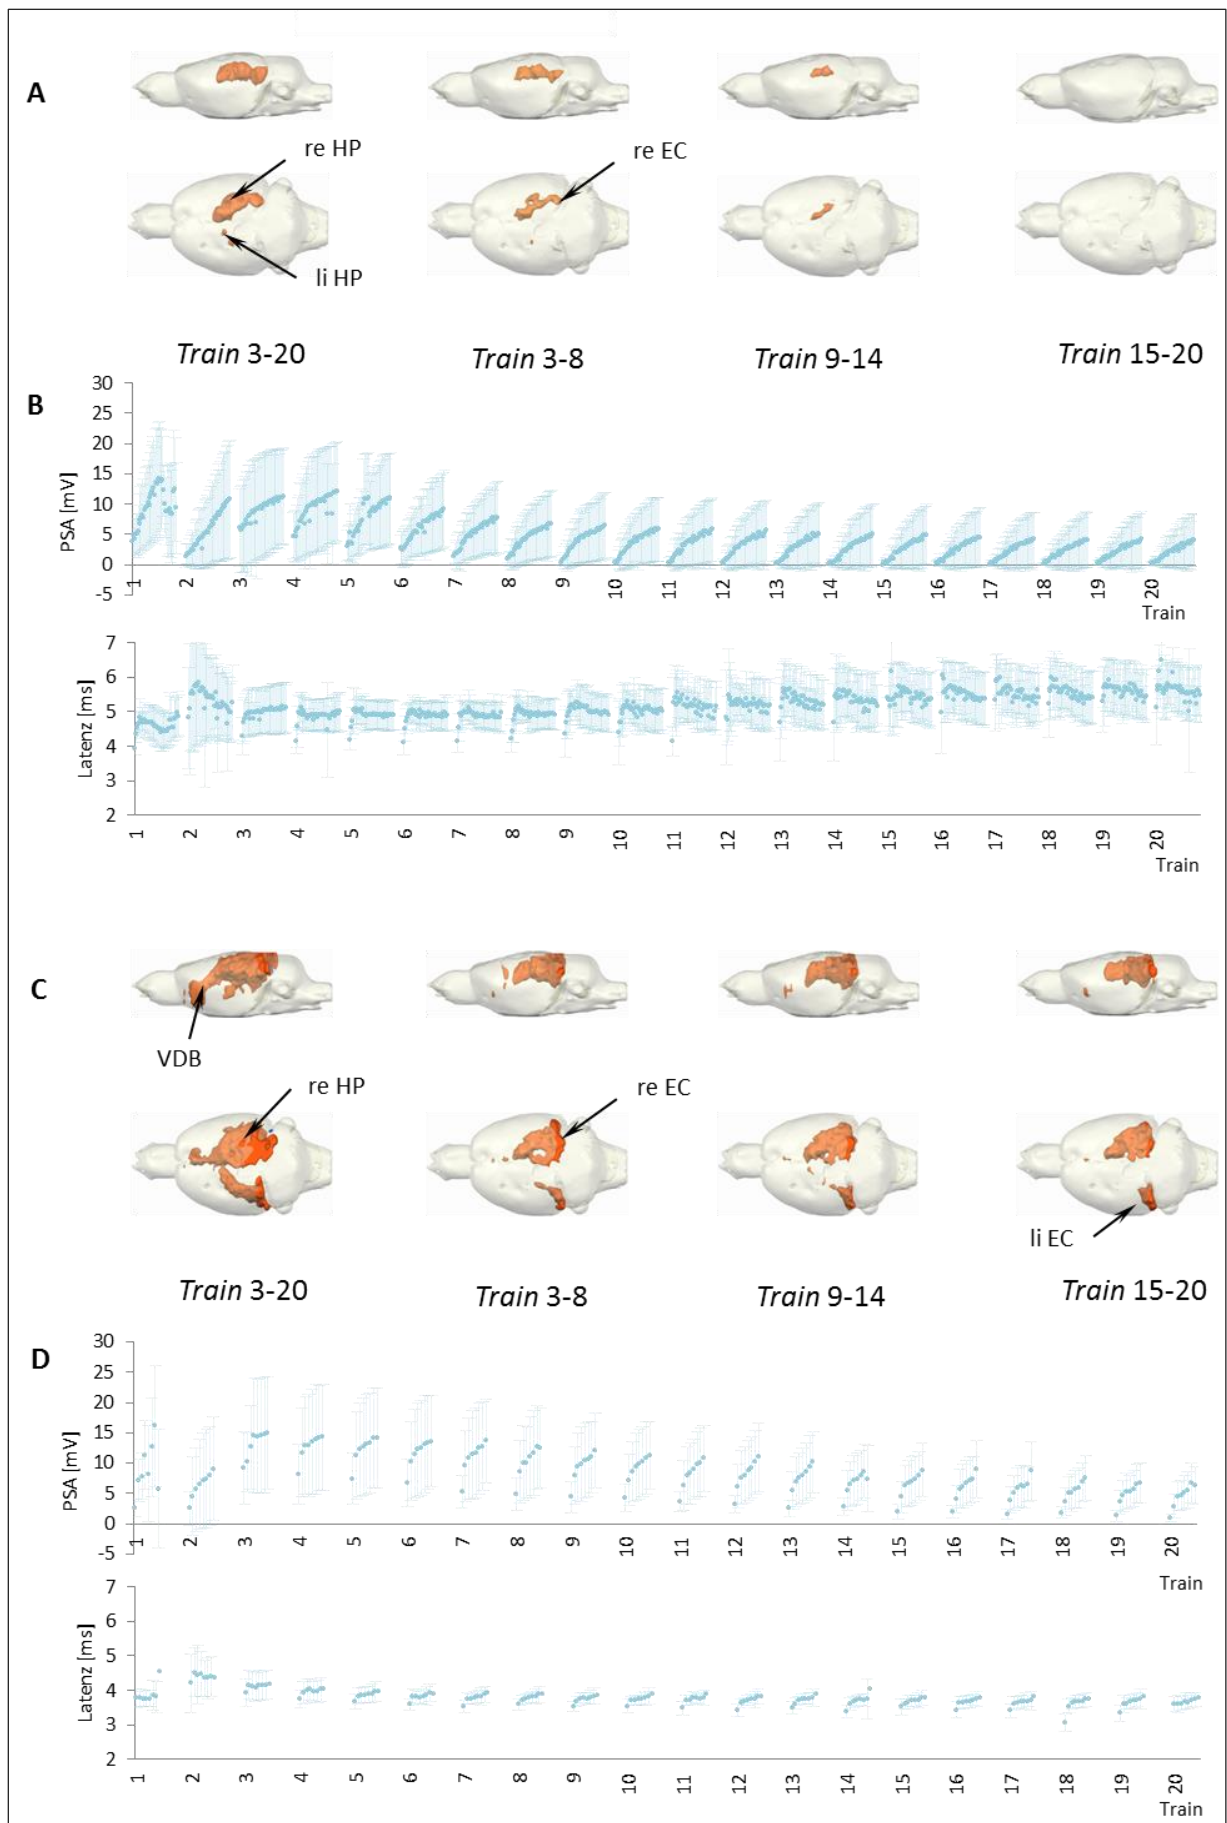 A
re HP
re EC
li HP
Train 3-20
Train 3-8
Train 9-14
Train 15-20
B
PSA [mV]
30
25
20
15
10
5
0
-5
1 2 3 4 5 6 7 8 9 10 11 12 13 14 15 16 17 18 19 20
Train
Latenz [ms]
7
6
5
4
3
2
1 2 3 4 5 6 7 8 9 10 11 12 13 14 15 16 17 18 19 20
Train
C
VDB
re HP
re EC
li EC
Train 3-20
Train 3-8
Train 9-14
Train 15-20
D
PSA [mV]
30
25
20
15
10
5
0
-5
1 2 3 4 5 6 7 8 9 10 11 12 13 14 15 16 17 18 19 20
Train
Latenz [ms]
7
6
5
4
3
2
1 2 3 4 5 6 7 8 9 10 11 12 13 14 15 16 17 18 19 20
Train